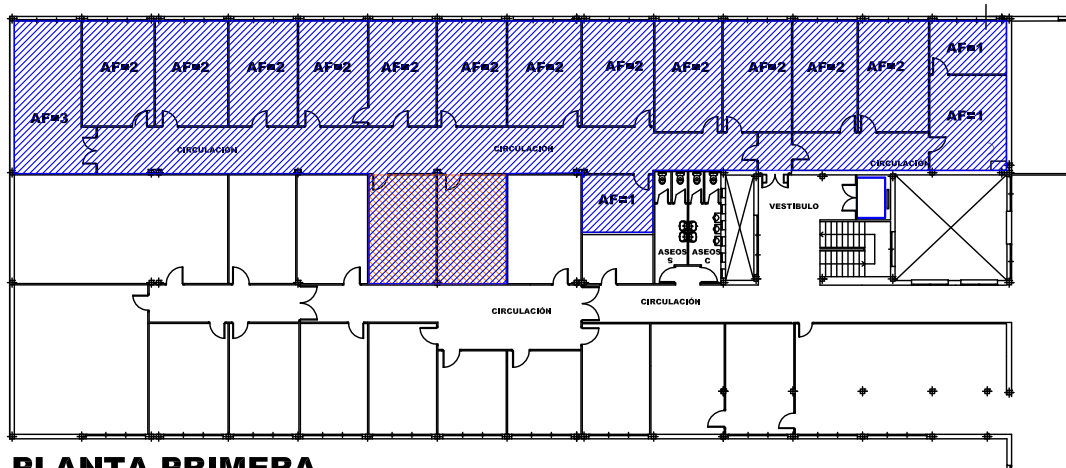 AF=1
AF=2 AF=2 AF=2 AF=2 AF=2 AF=2 AF=2 AF=2 AF=2 AF=2 AF=2 AF=2
AF=3
AF=1
CIRCULACIÓN
CIRCULACIÓN
CIRCULACIÓN
AF=1
VESTÍBULO
ASEOS
S
ASEOS
C
CIRCULACIÓN
CIRCULACIÓN
PLANTA PRIMERA